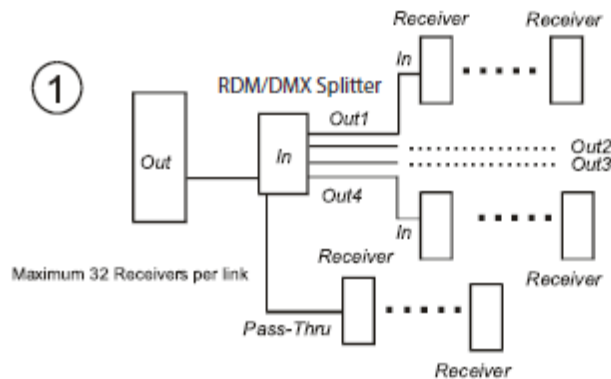 Receiver
Receiver
1
In
RDM/DMX Splitter
Out1
Out
In
Out2
Out3
Out4
In
Maximum 32 Receivers per link
Receiver
Receiver
Pass-Thru
Receiver